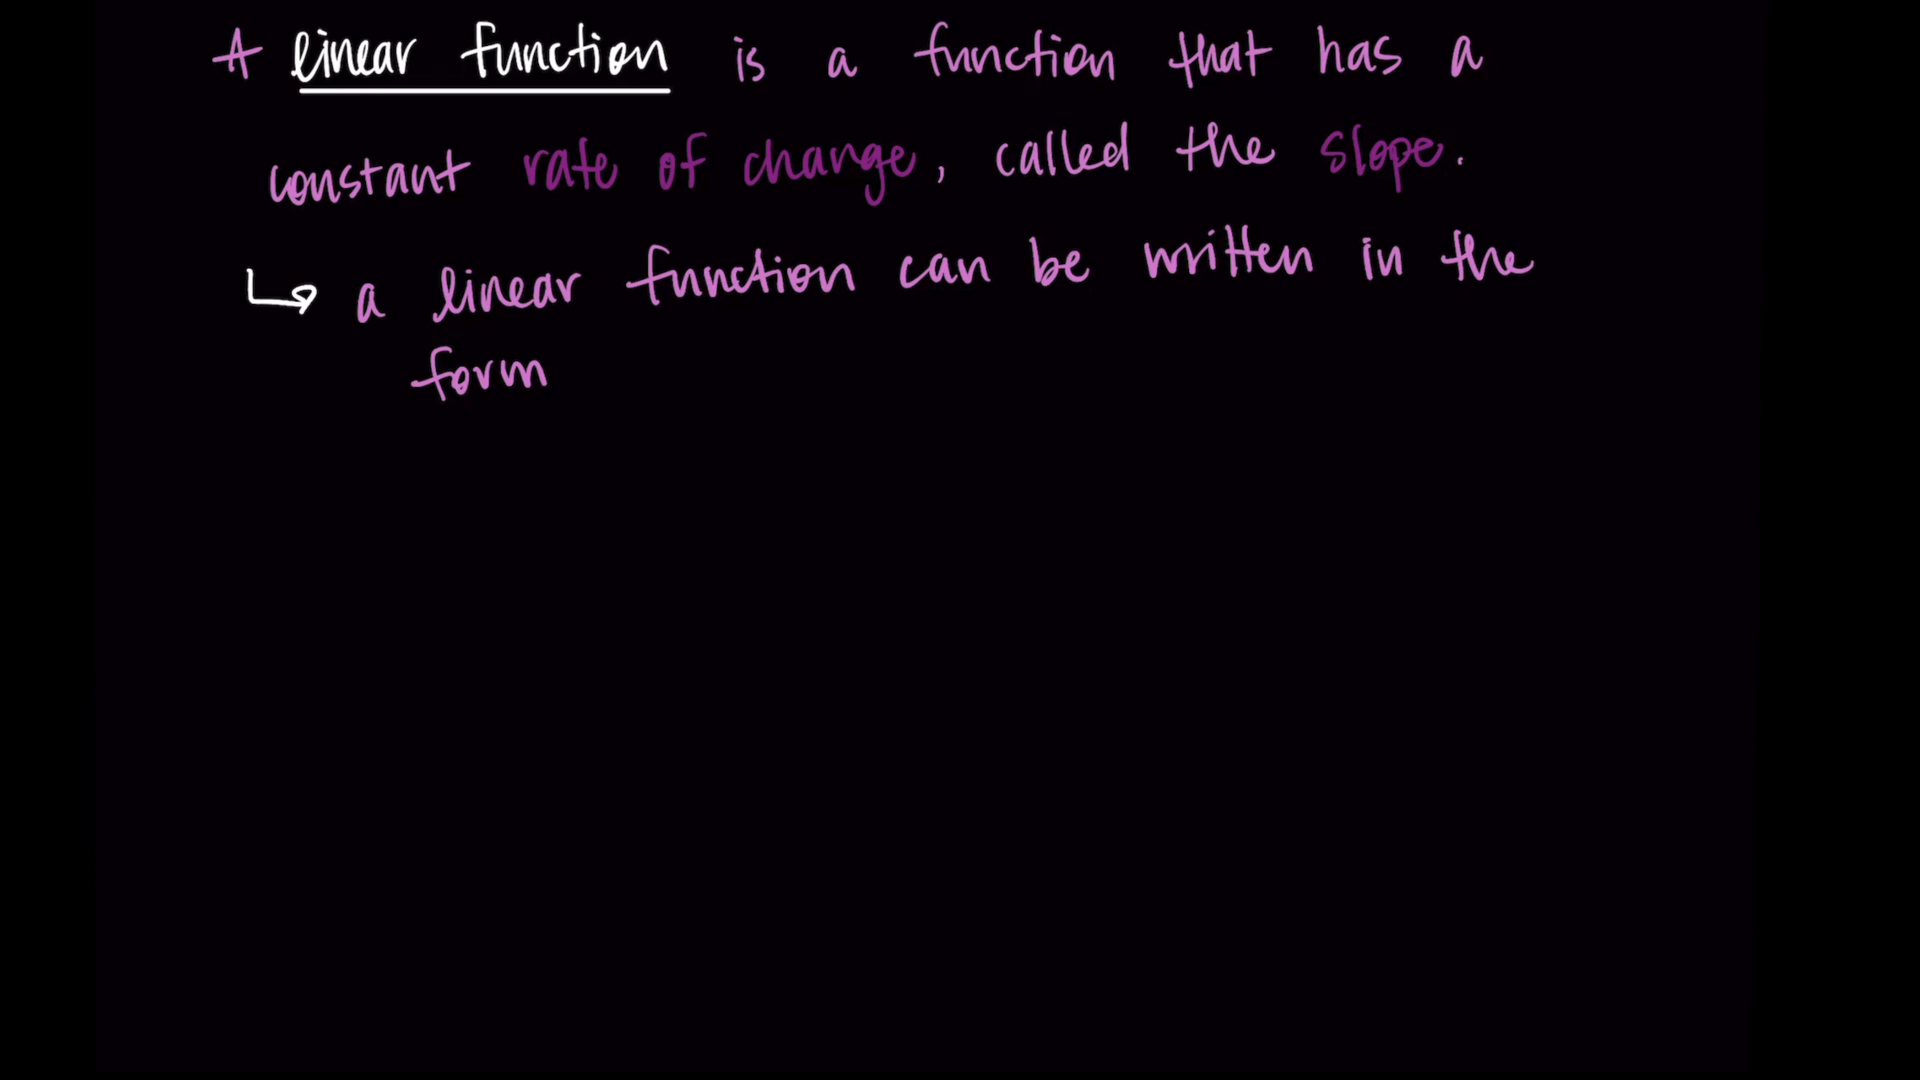 A linear function is a function that has a
constant rate of change, called the slope.
↳ a linear function can be written in the
form